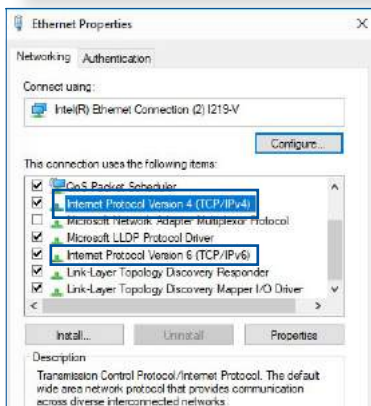 Ethernet Properties
Networking Authentication
Connect using:
Intel(R) Ethernet Connection (2) I219-V
Configure...
This connection uses the following items:
QoS Packet Scheduler
Internet Protocol Version 4 (TCP/IPv4)
Microsoft Network Adapter Multiplexor Protocol
Microsoft LLDP Protocol Driver
Internet Protocol Version 6 (TCP/IPv6)
Link-Layer Topology Discovery Responder
Link-Layer Topology Discovery Mapper I/O Driver
Install... Uninstall Properties
Description
Transmission Control Protocol/Internet Protocol. The default
wide area network protocol that provides communication
across diverse interconnected networks.